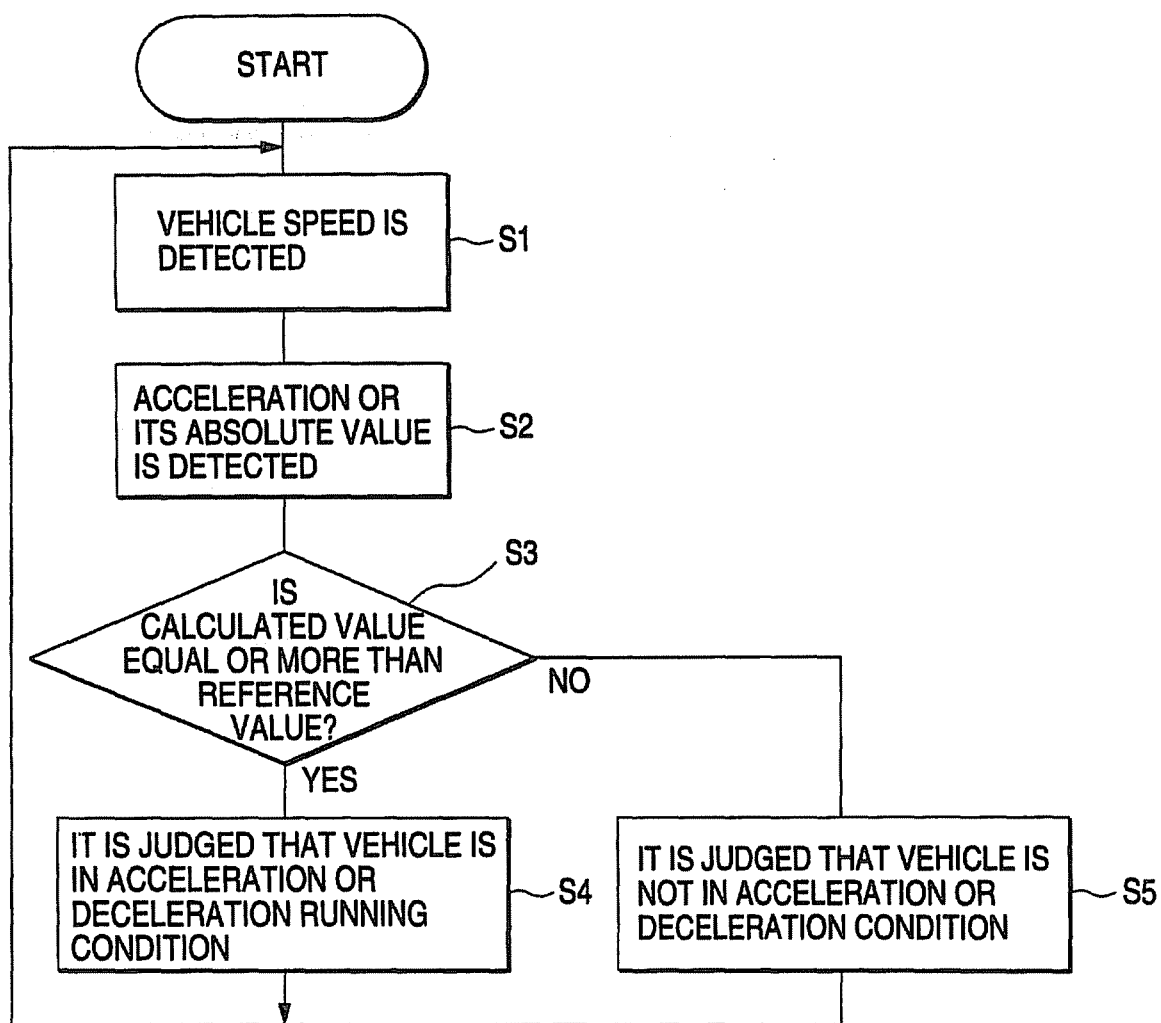 START
VEHICLE SPEED IS
DETECTED
S1
ACCELERATION OR
ITS ABSOLUTE VALUE
IS DETECTED
S2
S3
IS
CALCULATED VALUE
EQUAL OR MORE THAN
REFERENCE
VALUE?
NO
YES
IT IS JUDGED THAT VEHICLE IS
IN ACCELERATION OR
DECELERATION RUNNING
CONDITION
S4
IT IS JUDGED THAT VEHICLE IS
NOT IN ACCELERATION OR
DECELERATION CONDITION
S5